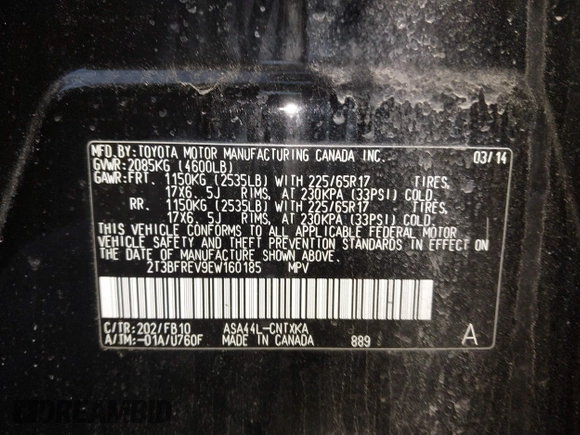 MFD.BY:TOYOTA MOTOR MANUFACTURING CANADA INC. 03/14
GVWR:2085KG (4600LB)
GAWR:FRT. 1150KG (2535LB) WITH 225/65R17 TIRES,
17X6.5J RIMS, AT 230KPA (33PSI) COLD
RR. 1150KG (2535LB) WITH 225/65R17 TIRES,
17X6.5J RIMS, AT 230KPA (33PSI) COLD
THIS VEHICLE CONFORMS TO ALL APPLICABLE FEDERAL MOTOR
VEHICLE SAFETY AND THEFT PREVENTION STANDARDS IN EFFECT ON
THE DATE OF MANUFACTURE SHOWN ABOVE.
2T3BFREV9EW160185 MPV
C/TR:202/FB10 ASA44L-CNTXKA
A/TM:-01A/U760F MADE IN CANADA 889 A
DREAMBID